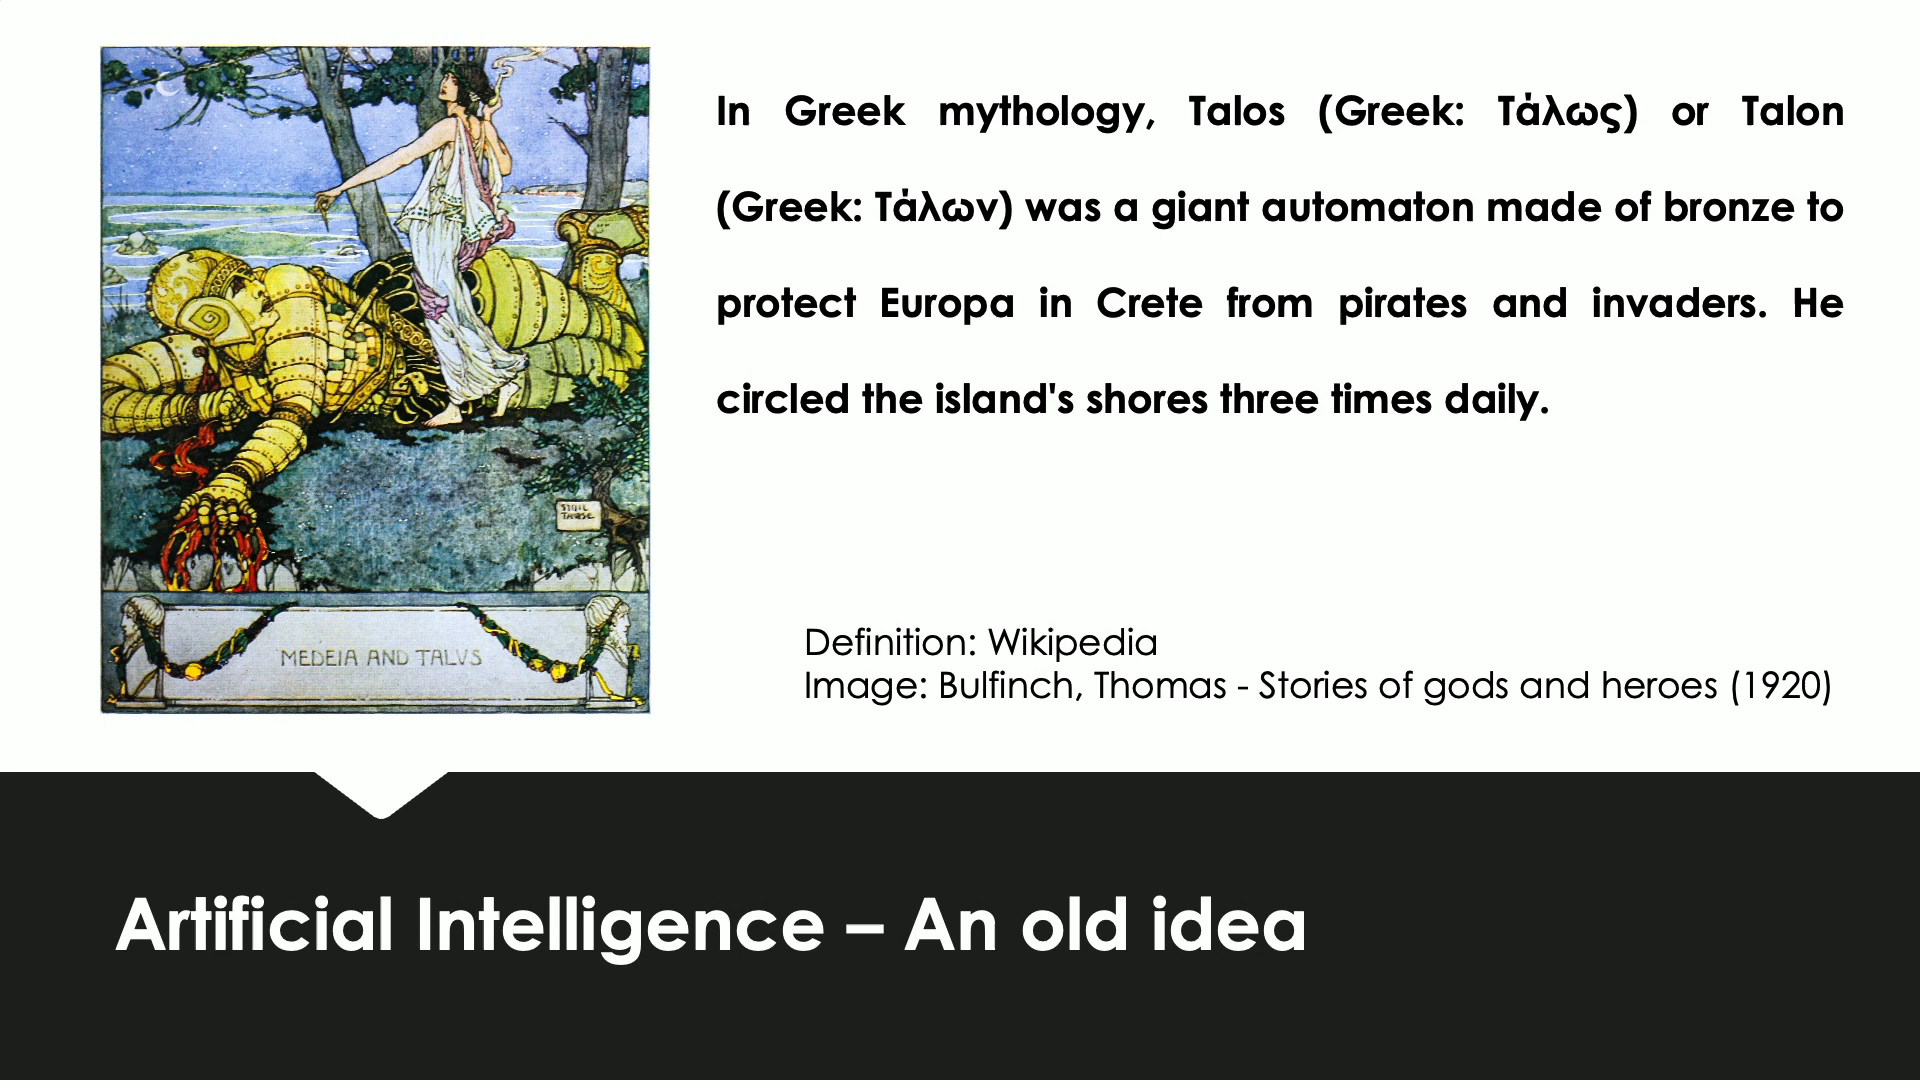 In Greek mythology, Talos (Greek: Τάλως) or Talon
(Greek: Τάλων) was a giant automaton made of bronze to
protect Europa in Crete from pirates and invaders. He
circled the island's shores three times daily.
SYBIL
TAWSE
MEDEIA AND TALVS
Definition: Wikipedia
Image: Bulfinch, Thomas - Stories of gods and heroes (1920)
Artificial Intelligence – An old idea